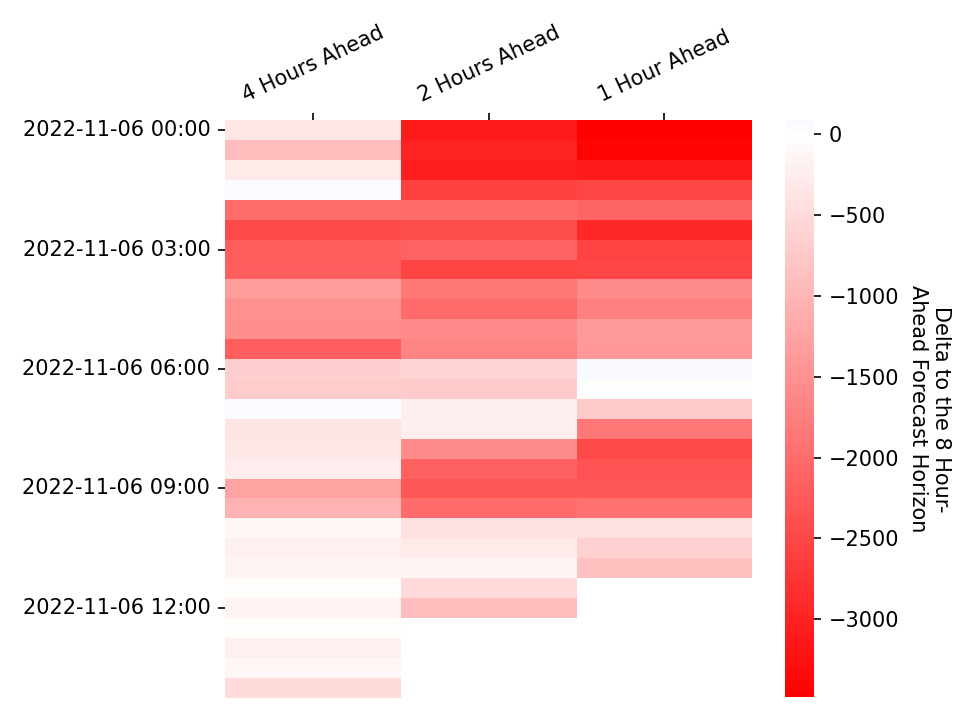 4 Hours Ahead
2 Hours Ahead
1 Hour Ahead
2022-11-06 00:00
2022-11-06 03:00
2022-11-06 06:00
2022-11-06 09:00
2022-11-06 12:00
0
−500
−1000
−1500
−2000
−2500
−3000
Delta to the 8 Hour-
Ahead Forecast Horizon